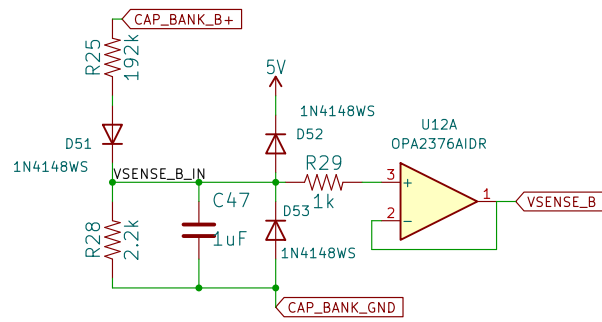 CAP_BANK_B+
R25
192k
5V
1N4148WS
D52
U12A
OPA2376AIDR
D51
1N4148WS
VSENSE_B_IN
R29
1k
3
+
2
-
1
VSENSE_B
C47
1uF
D53
1N4148WS
R28
2.2k
CAP_BANK_GND